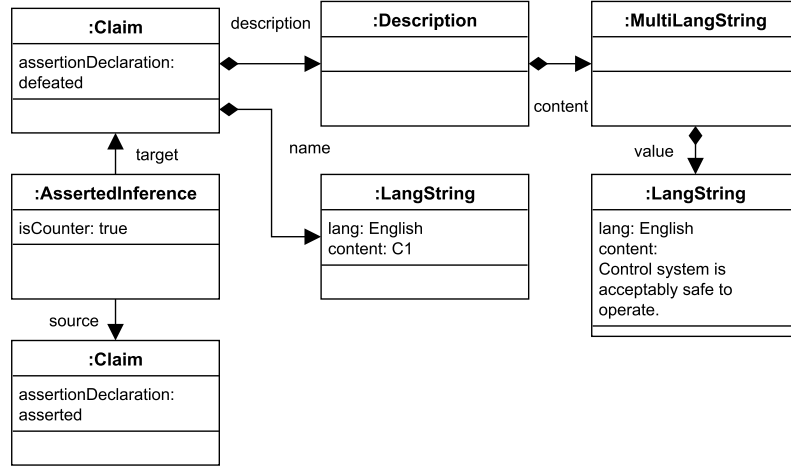 :Claim
assertionDeclaration:
defeated
description
:Description
:MultiLangString
content
name
target
value
:AssertedInference
isCounter: true
:LangString
lang: English
content: C1
:LangString
lang: English
content:
Control system is
acceptably safe to
operate.
source
:Claim
assertionDeclaration:
asserted